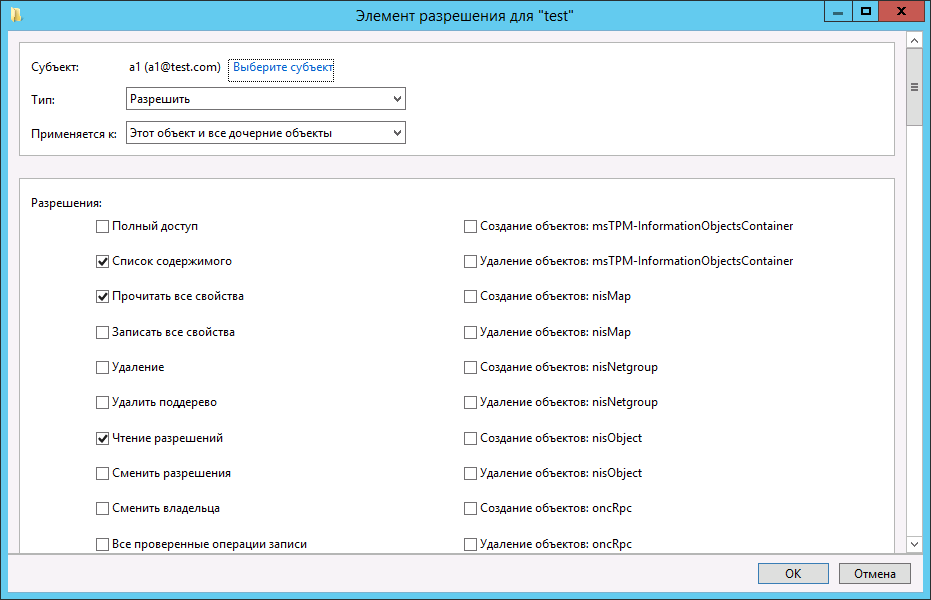 Элемент разрешения для "test"
Субъект: a1 (a1@test.com) Выберите субъект
Тип: Разрешить
Применяется к: Этот объект и все дочерние объекты
Разрешения:
Полный доступ Создание объектов: msTPM-InformationObjectsContainer
Список содержимого Удаление объектов: msTPM-InformationObjectsContainer
Прочитать все свойства Создание объектов: nisMap
Записать все свойства Удаление объектов: nisMap
Удаление Создание объектов: nisNetgroup
Удалить поддерево Удаление объектов: nisNetgroup
Чтение разрешений Создание объектов: nisObject
Сменить разрешения Удаление объектов: nisObject
Сменить владельца Создание объектов: oncRpc
Все проверенные операции записи Удаление объектов: oncRpc
OK Отмена